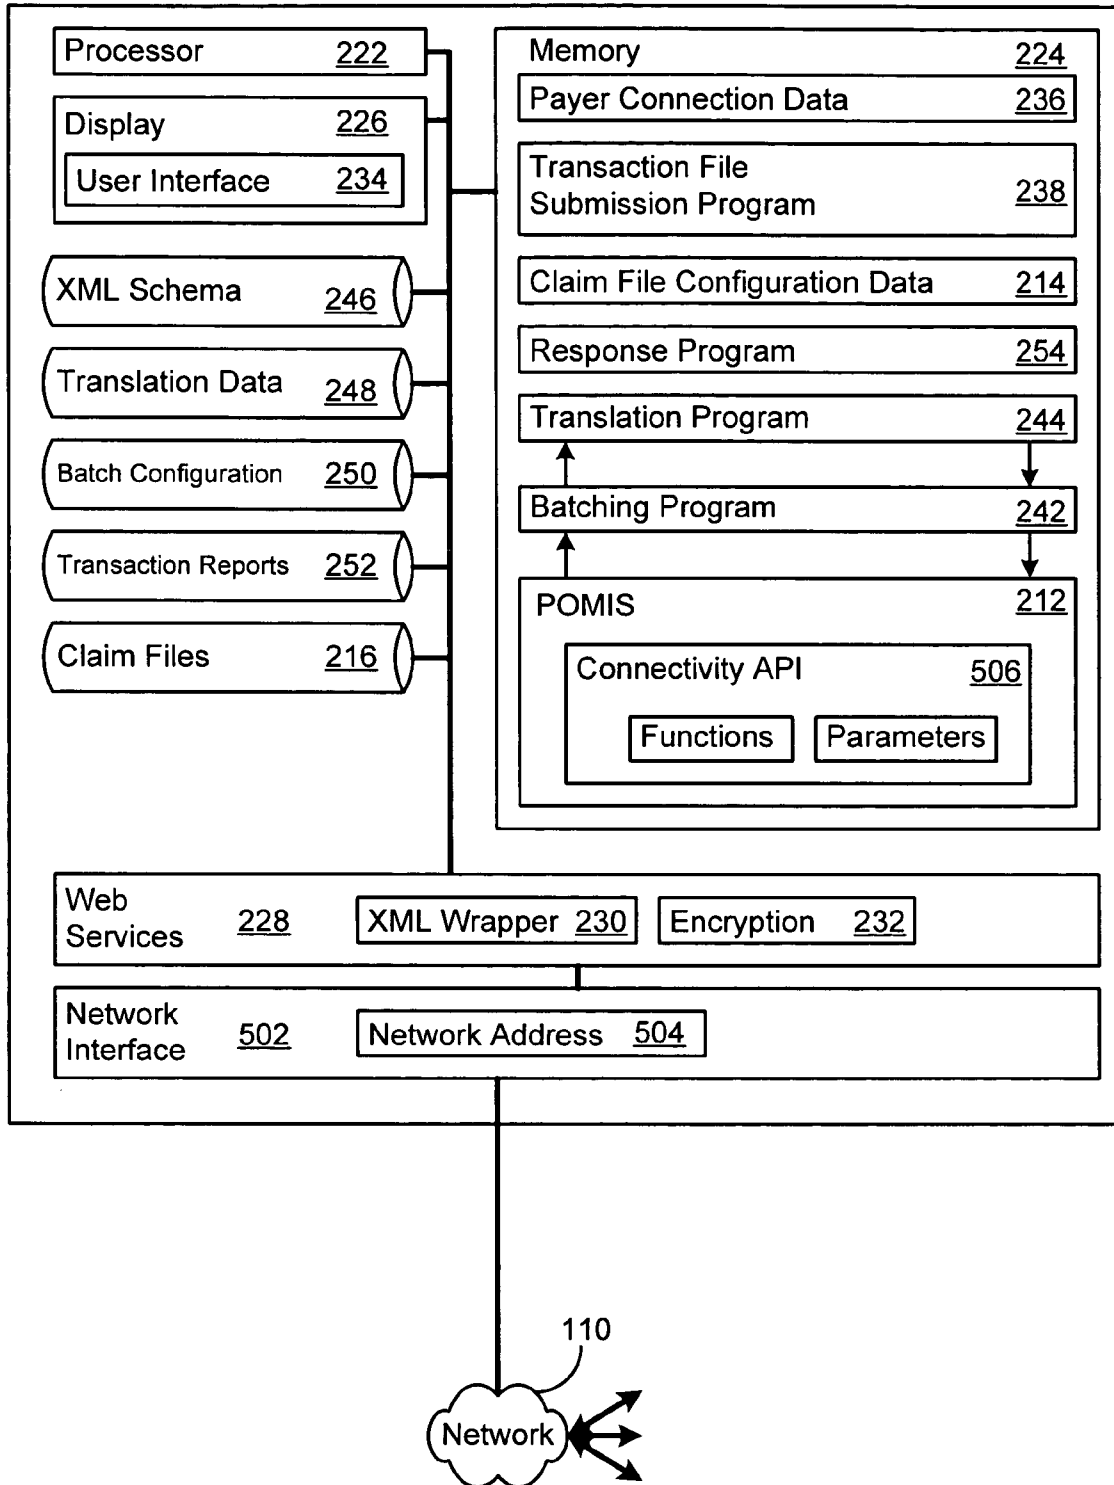 Processor 222
Display 226
User Interface 234
XML Schema 246
Translation Data 248
Batch Configuration 250
Transaction Reports 252
Claim Files 216
Memory 224
Payer Connection Data 236
Transaction File
Submission Program 238
Claim File Configuration Data 214
Response Program 254
Translation Program 244
Batching Program 242
POMIS 212
Connectivity API 506
Functions
Parameters
Web
Services 228
XML Wrapper 230
Encryption 232
Network
Interface 502
Network Address 504
110
Network